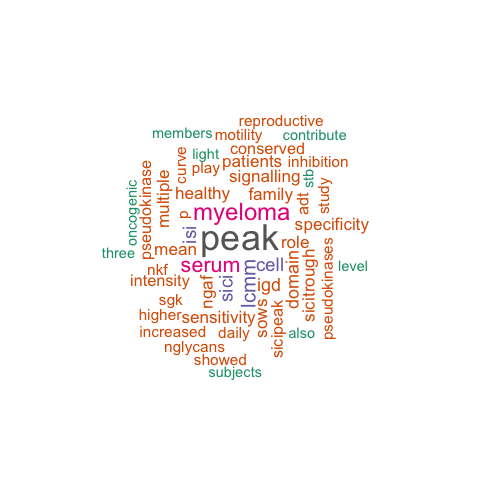 reproductive
members
motility
contribute
light
conserved
curve
play
patients
inhibition
signalling
stb
pseudokinase
multiple
healthy
family
adt
study
oncogenic
p
myeloma
specificity
isi
peak
role
three
mean
serum
cell
domain
sicitrough
pseudokinases
level
nkf
intensity
ngaf
sici
lcmm
igd
sgk
higher
sensitivity
sows
sicipeak
increased
daily
also
nglycans
showed
subjects